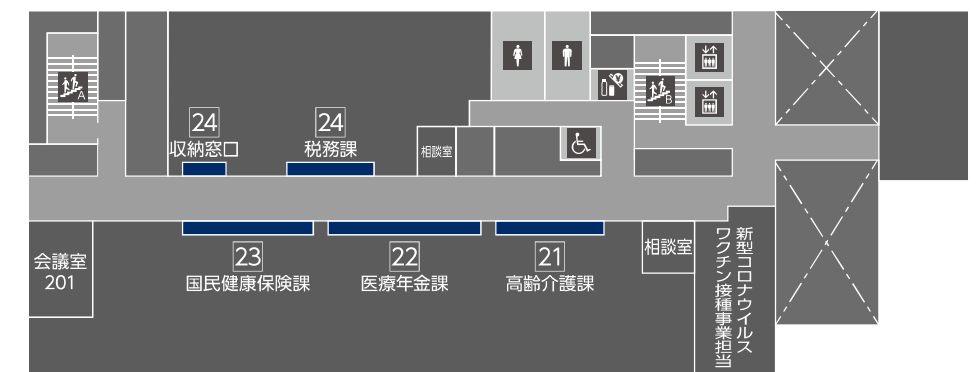 A
B
24
収納窓口
24
税務課
相談室
会議室
201
23
国民健康保険課
22
医療年金課
21
高齢介護課
相談室
新型コロナウイルス
ワクチン接種事業担当